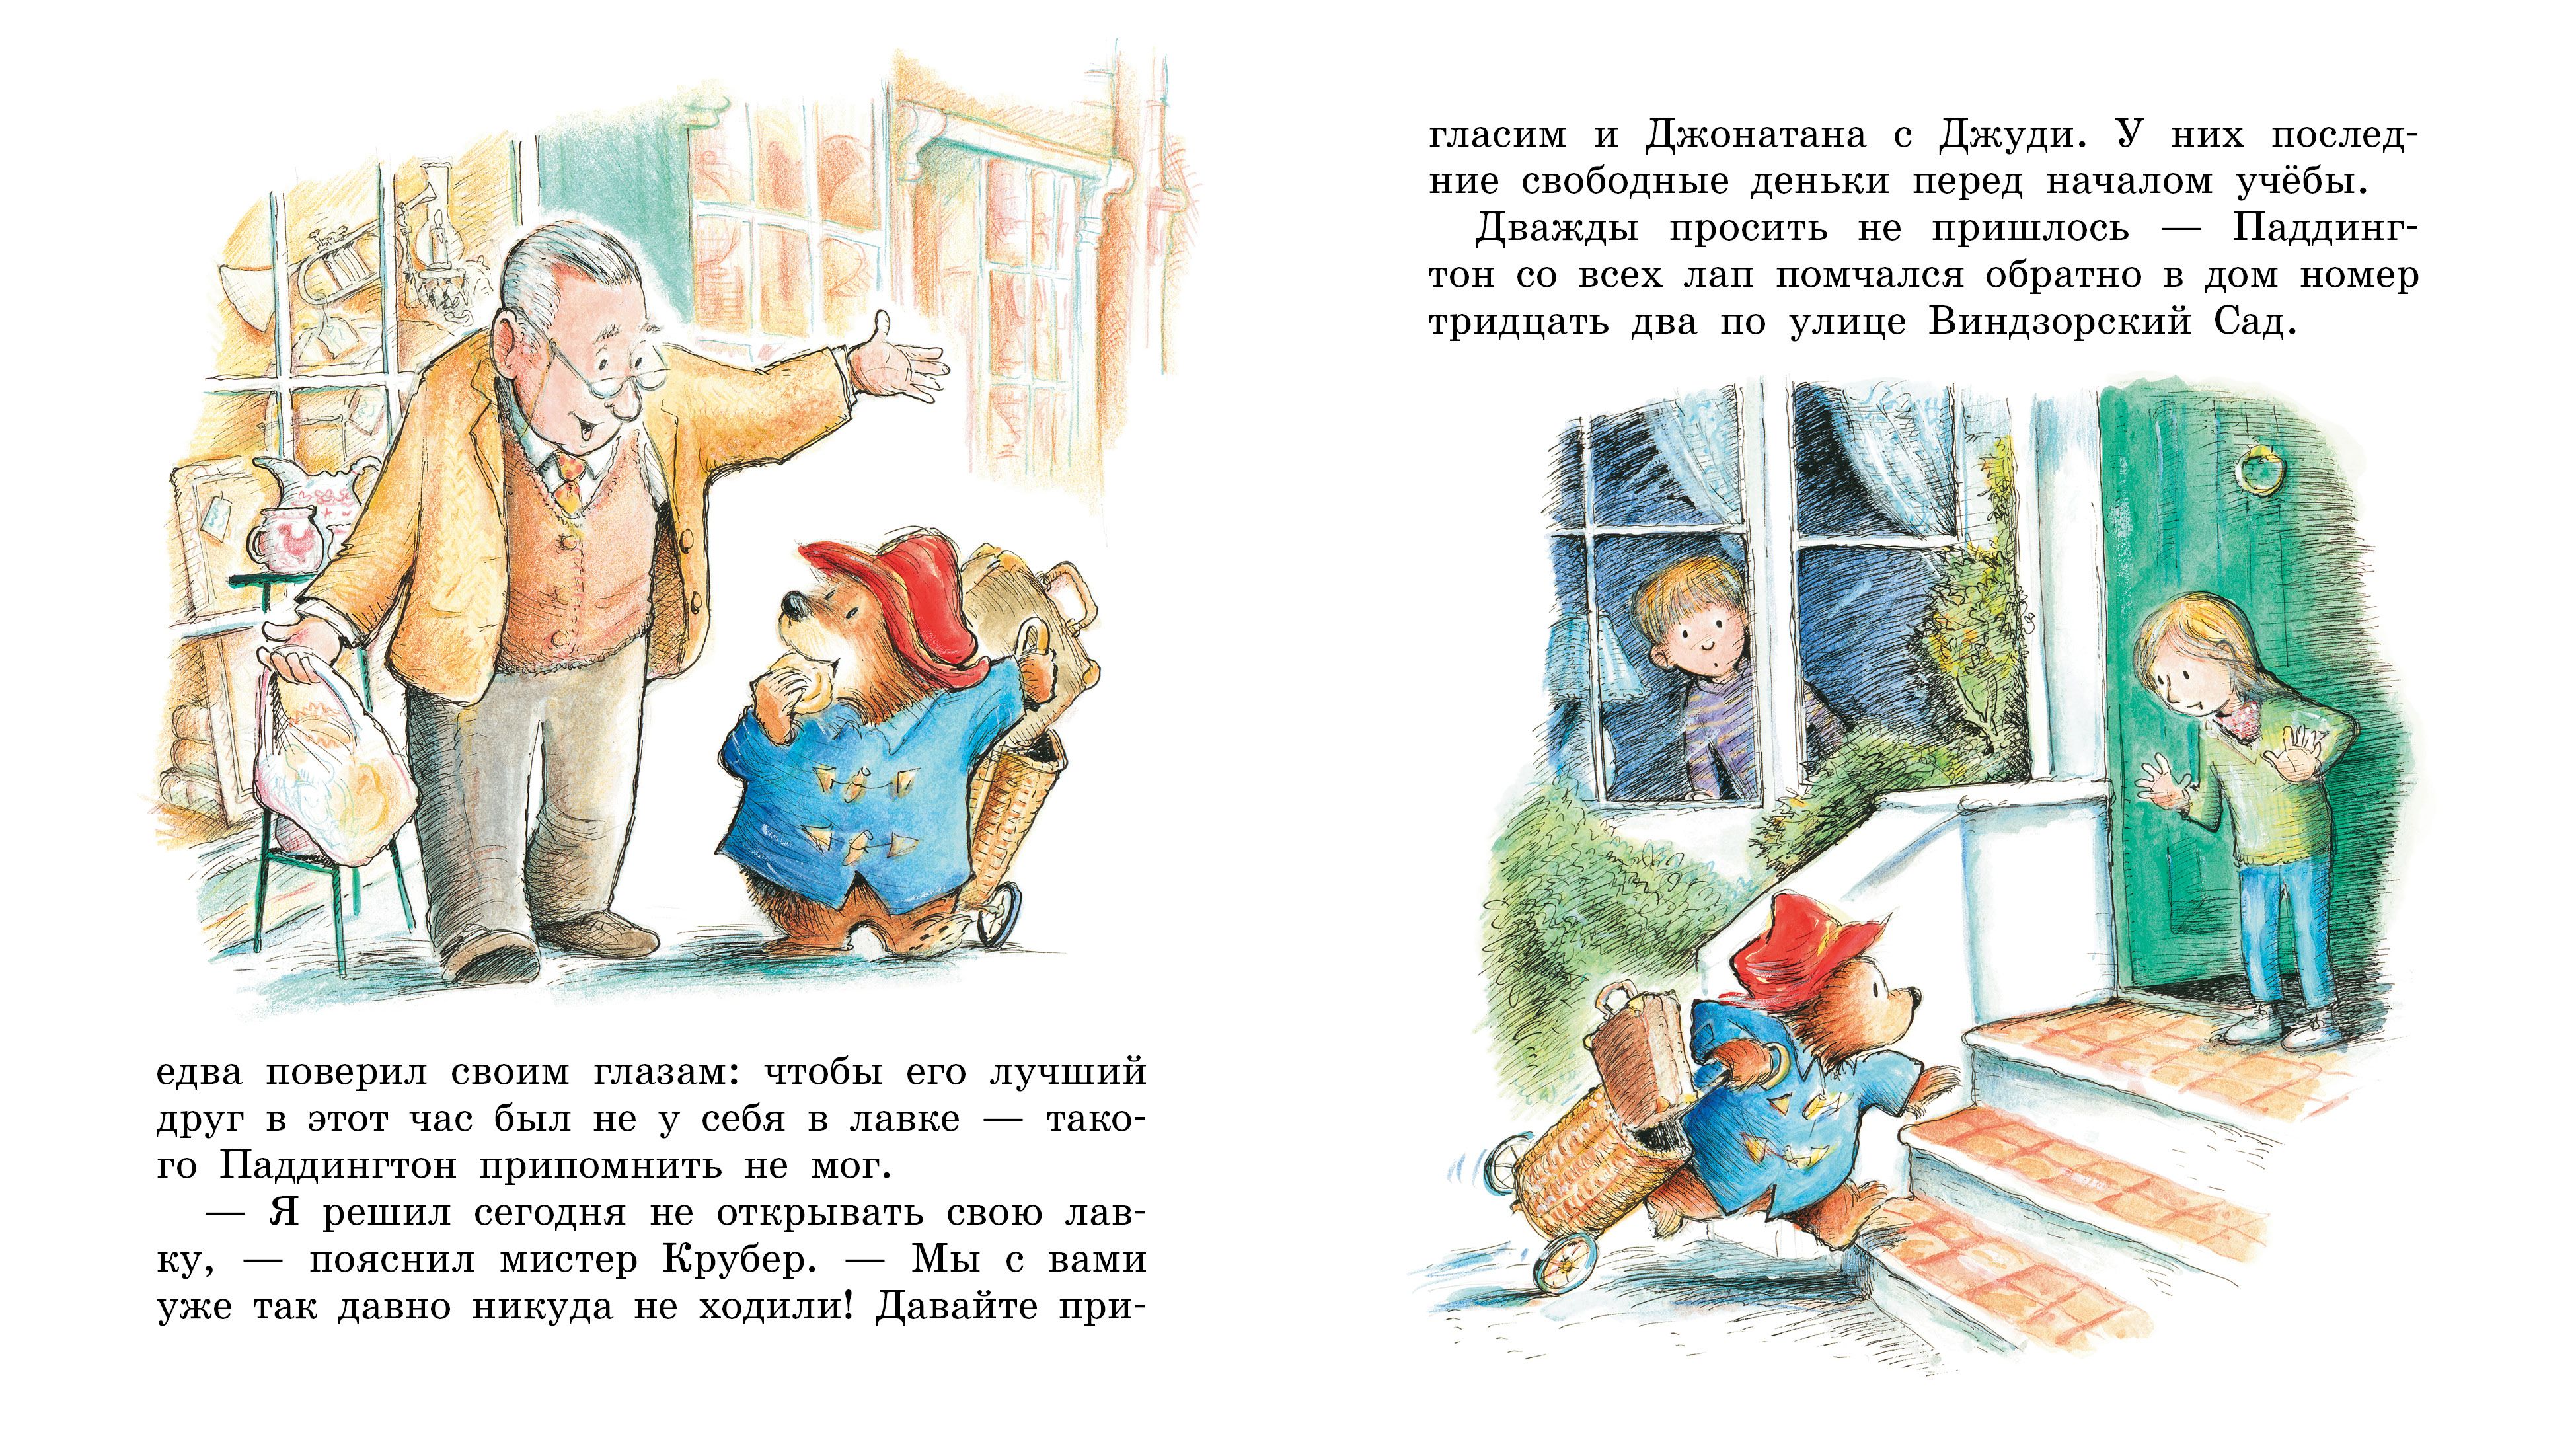 едва поверил своим глазам: чтобы его лучший
друг в этот час был не у себя в лавке — тако-
го Паддингтон припомнить не мог.
— Я решил сегодня не открывать свою лав-
ку, — пояснил мистер Крубер. — Мы с вами
уже так давно никуда не ходили! Давайте при-
гласим и Джонатана с Джуди. У них послед-
ние свободные деньки перед началом учёбы.
Дважды просить не пришлось — Паддинг-
тон со всех лап помчался обратно в дом номер
тридцать два по улице Виндзорский Сад.